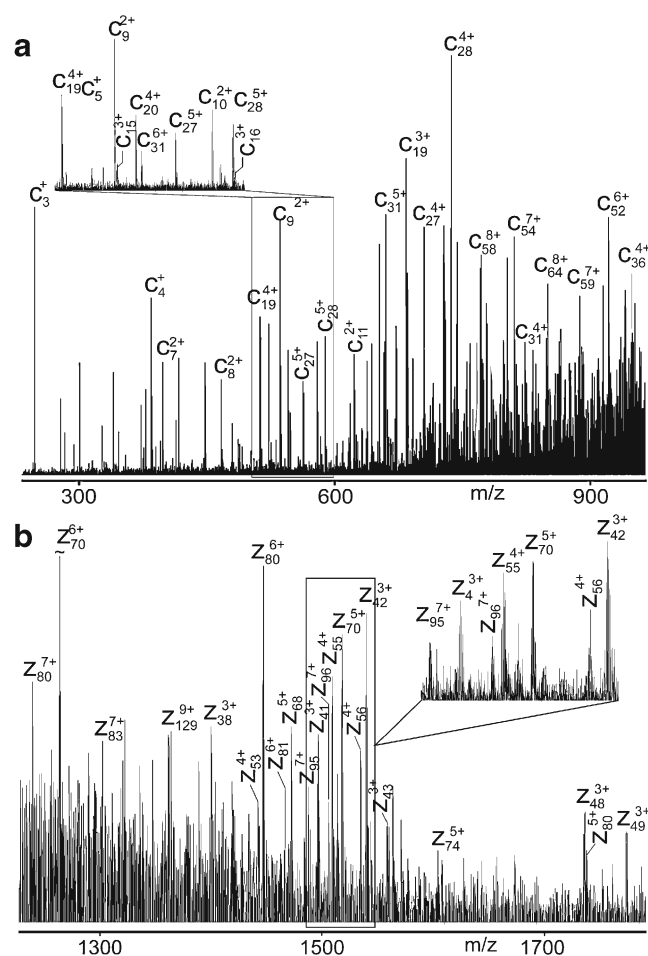 a
C₉²⁺
C₁₉⁴⁺ C₅⁺
C₁₅³⁺
C₂₀⁴⁺
C₃₁⁶⁺
C₂₇⁵⁺
C₁₀²⁺
C₂₈⁵⁺
C₁₆³⁺
C₂₈⁴⁺
C₃⁺
C₄⁺
C₇²⁺
C₈²⁺
C₁₉⁴⁺
C₉²⁺
C₂₇⁵⁺
C₂₈⁵⁺
C₁₁²⁺
C₃₁⁵⁺
C₁₉³⁺
C₂₇⁴⁺
C₅₈⁸⁺
C₅₄⁷⁺
C₃₁⁴⁺
C₆₄⁸⁺
C₅₉⁷⁺
C₅₂⁶⁺
C₃₆⁴⁺
300 600 m/z 900
b
Z₇₀⁶⁺
~
Z₈₀⁷⁺
Z₈₃⁷⁺
Z₁₂₉⁹⁺
Z₃₈³⁺
Z₅₃⁴⁺
Z₈₀⁶⁺
Z₈₁⁶⁺
Z₆₈⁵⁺
Z₉₅⁷⁺
Z₄₁³⁺
Z₉₆⁷⁺
Z₅₅⁴⁺
Z₇₀⁵⁺
Z₅₆⁴⁺
Z₄₂³⁺
Z₄₃³⁺
Z₇₄⁵⁺
Z₄₈³⁺
Z₈₀⁵⁺
Z₄₉³⁺
Z₉₅⁷⁺
Z₄³⁺
Z₉₆⁷⁺
Z₅₅⁴⁺
Z₇₀⁵⁺
Z₅₆⁴⁺
Z₄₂³⁺
1300 1500 m/z 1700